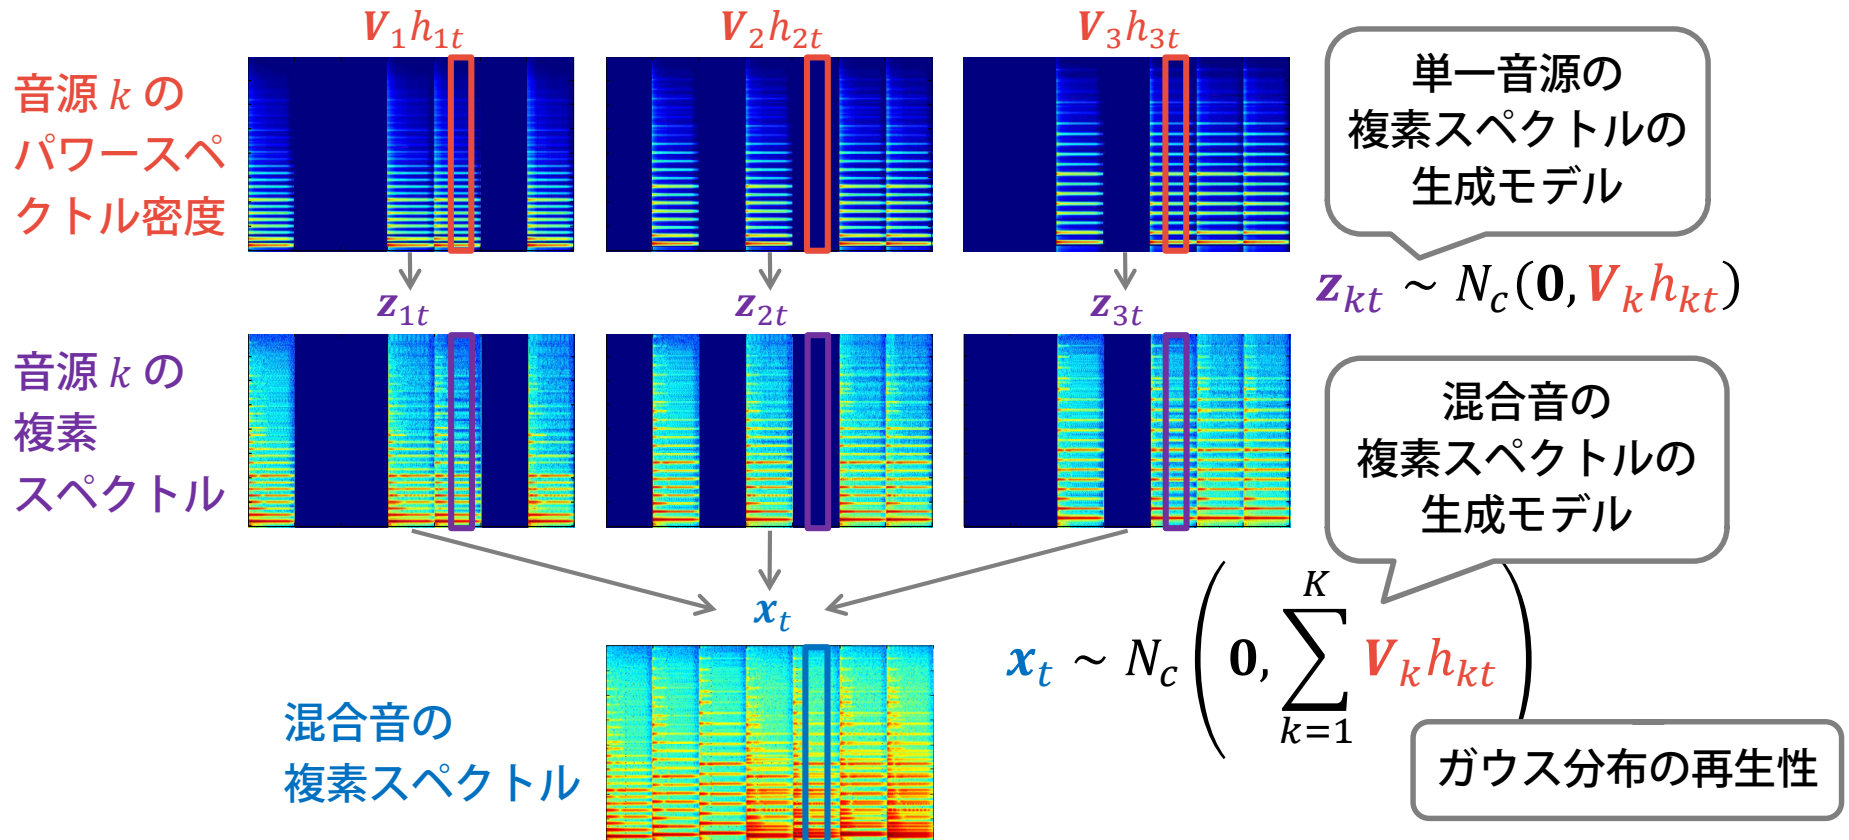 V₁h₁ₜ
V₂h₂ₜ
V₃h₃ₜ
音源 k の
パワースペ
クトル密度
単一音源の
複素スペクトルの
生成モデル
z₁ₜ
z₂ₜ
z₃ₜ
zₖₜ ~ N_c(0, Vₖhₖₜ)
音源 k の
複素
スペクトル
混合音の
複素スペクトルの
生成モデル
xₜ
xₜ ~ N_c(0, ∑_{k=1}^{K} Vₖhₖₜ)
混合音の
複素スペクトル
ガウス分布の再生性